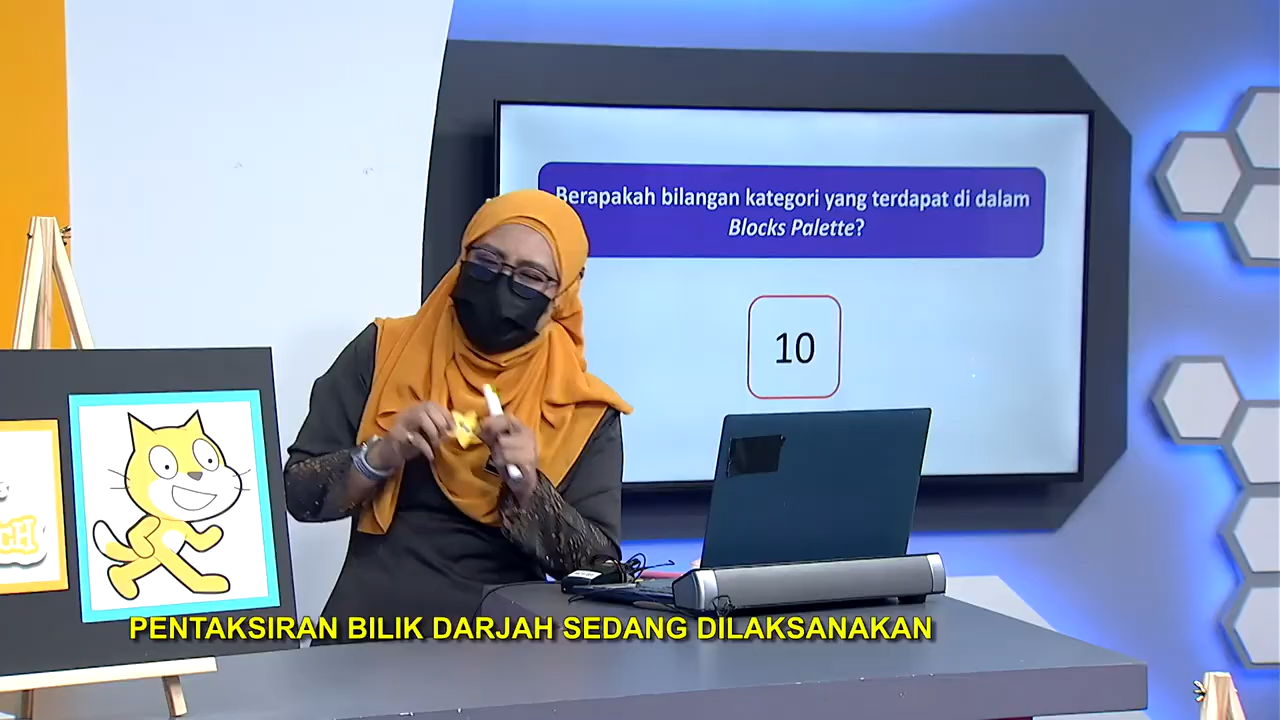 Berapakah bilangan kategori yang terdapat di dalam
Blocks Palette?
10
PENTAKSIRAN BILIK DARJAH SEDANG DILAKSANAKAN